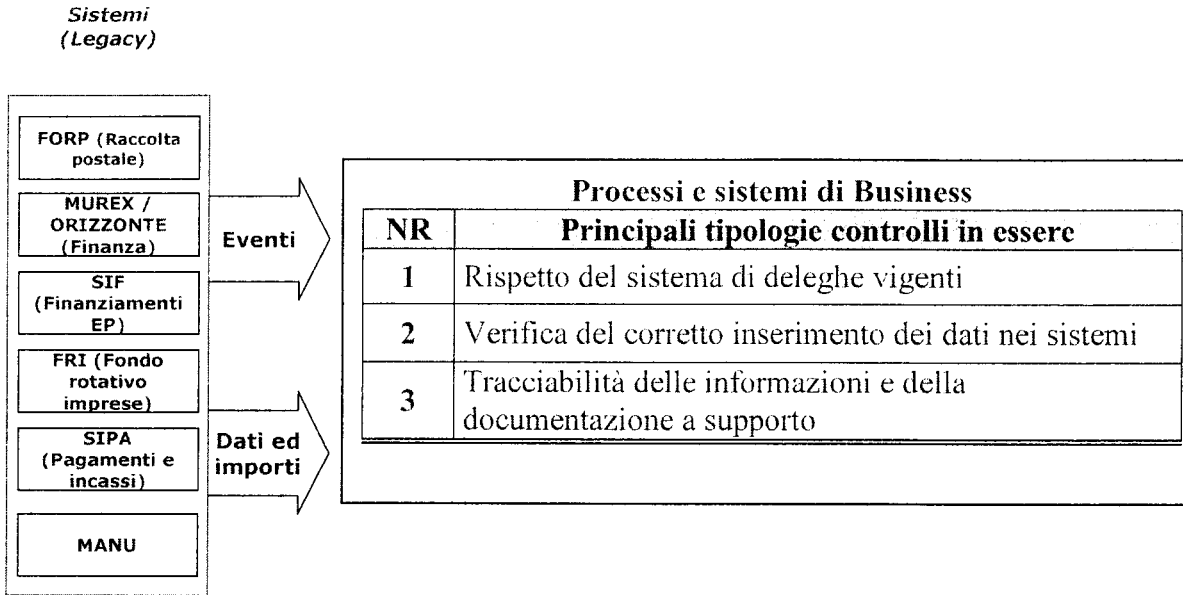 Sistemi
(Legacy)
FORP (Raccolta
postale)
MUREX /
ORIZZONTE
(Finanza)
SIF
(Finanziamenti
EP)
FRI (Fondo
rotativo
imprese)
SIPA
(Pagamenti e
incassi)
MANU
Eventi
Dati ed
importi
Processi e sistemi di Business
NR Principali tipologie controlli in essere
1 Rispetto del sistema di deleghe vigenti
2 Verifica del corretto inserimento dei dati nei sistemi
3 Tracciabilità delle informazioni e della
documentazione a supporto